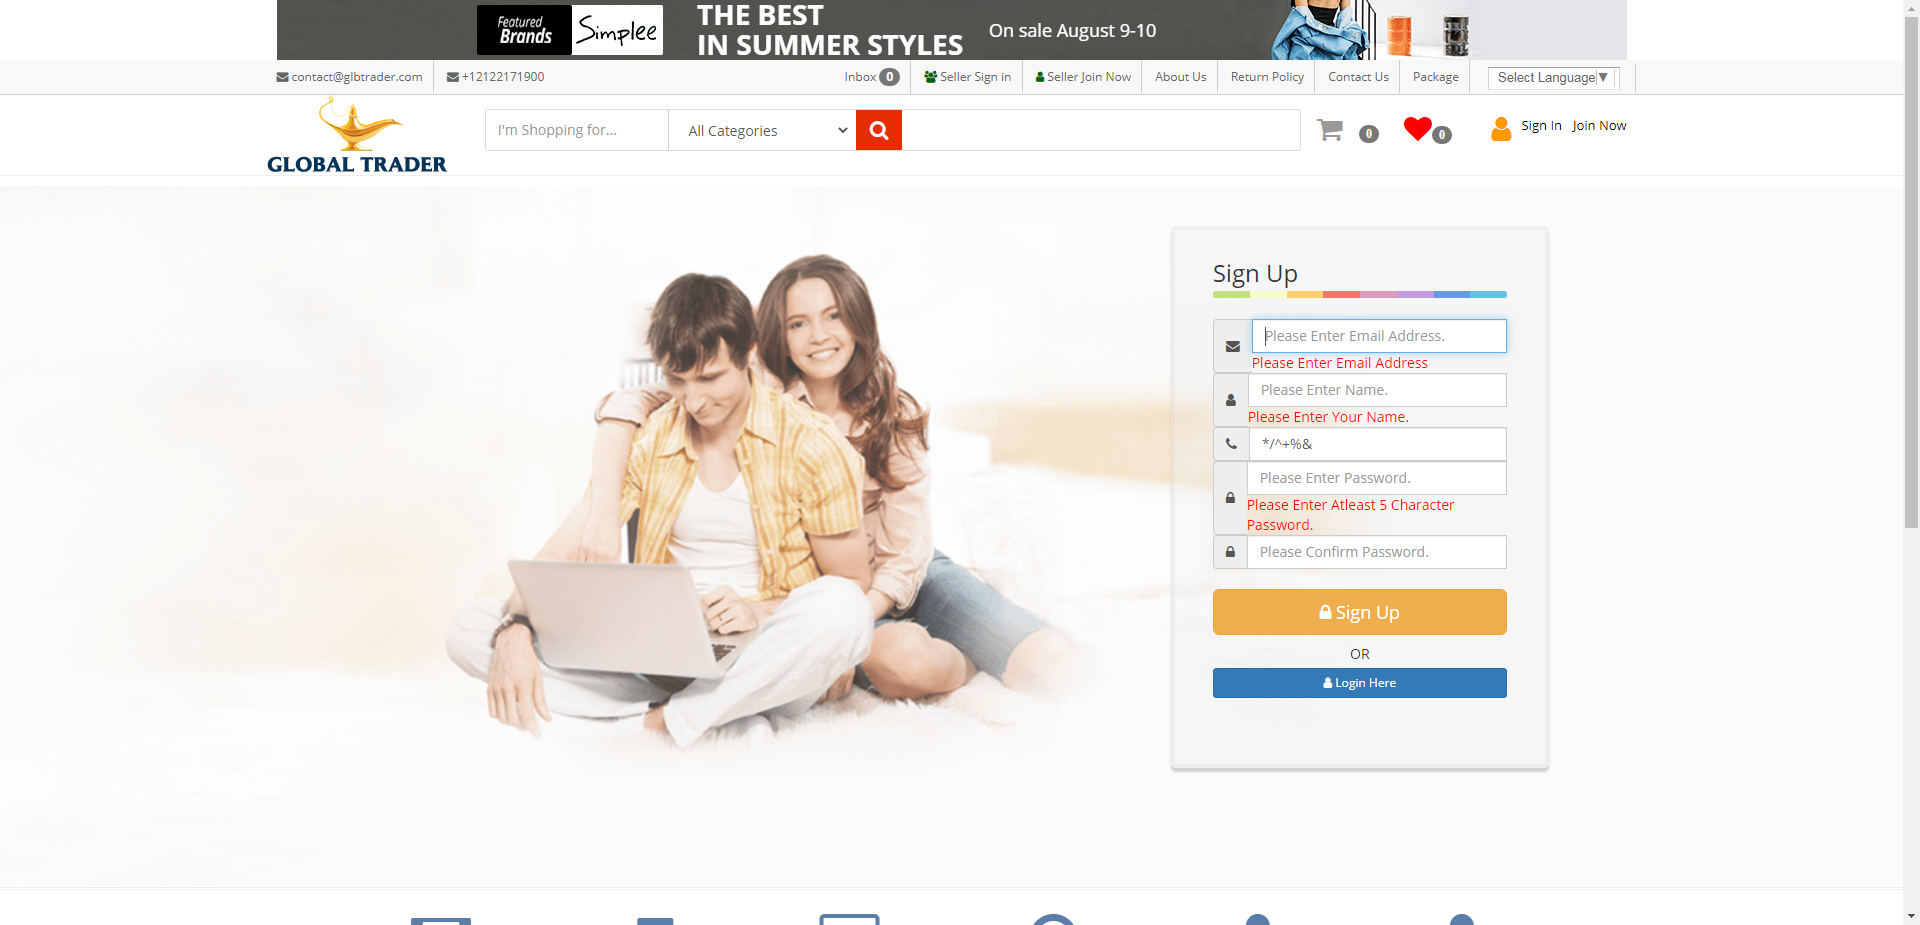 Featured
Brands
Simplee
THE BEST
IN SUMMER STYLES
On sale August 9-10
contact@glbtrader.com
+12122171900
Inbox 0
Seller Sign in
Seller Join Now
About Us
Return Policy
Contact Us
Package
Select Language▼
GLOBAL TRADER
I'm Shopping for...
All Categories
0
0
Sign In
Join Now
Sign Up
Please Enter Email Address.
Please Enter Email Address
Please Enter Name.
Please Enter Your Name.
*/^+%&
Please Enter Password.
Please Enter Atleast 5 Character
Password.
Please Confirm Password.
Sign Up
OR
Login Here